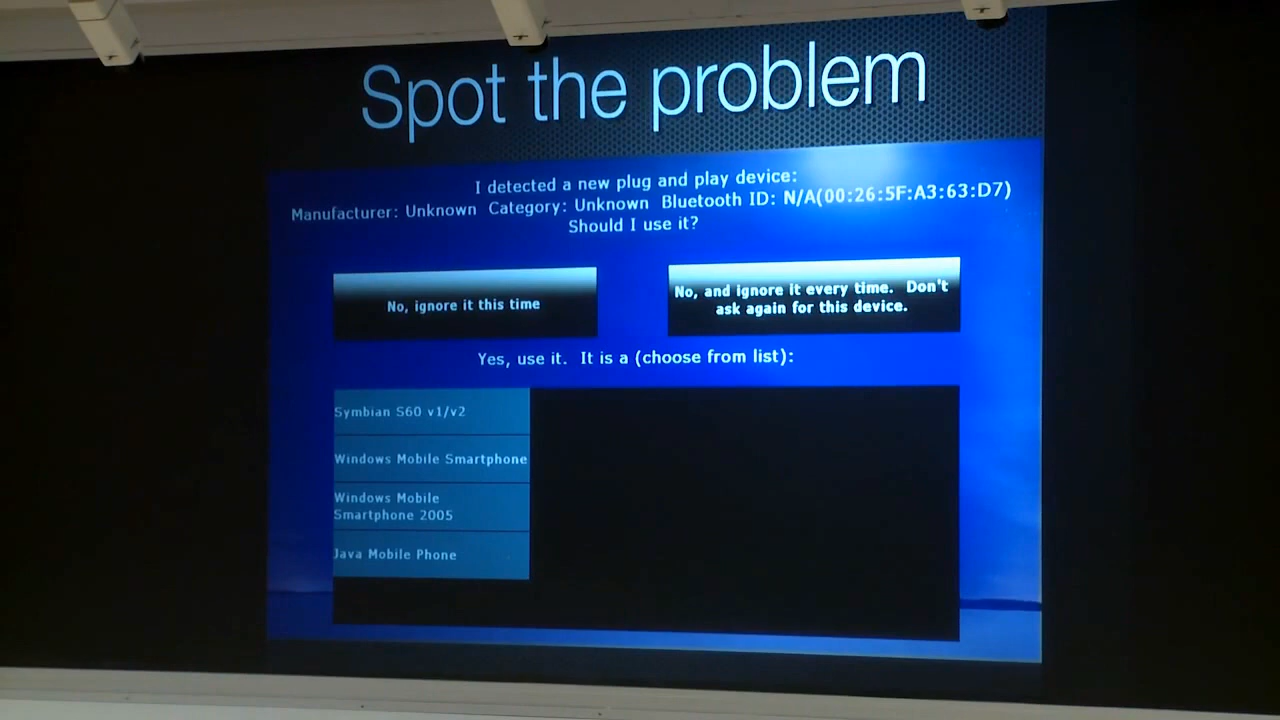 Spot the problem
I detected a new plug and play device:
Manufacturer: Unknown  Category: Unknown  Bluetooth ID: N/A(00:26:5F:A3:63:D7)
Should I use it?
No, ignore it this time
No, and ignore it every time.  Don't
ask again for this device.
Yes, use it.  It is a (choose from list):
Symbian S60 v1/v2
Windows Mobile Smartphone
Windows Mobile
Smartphone 2005
Java Mobile Phone